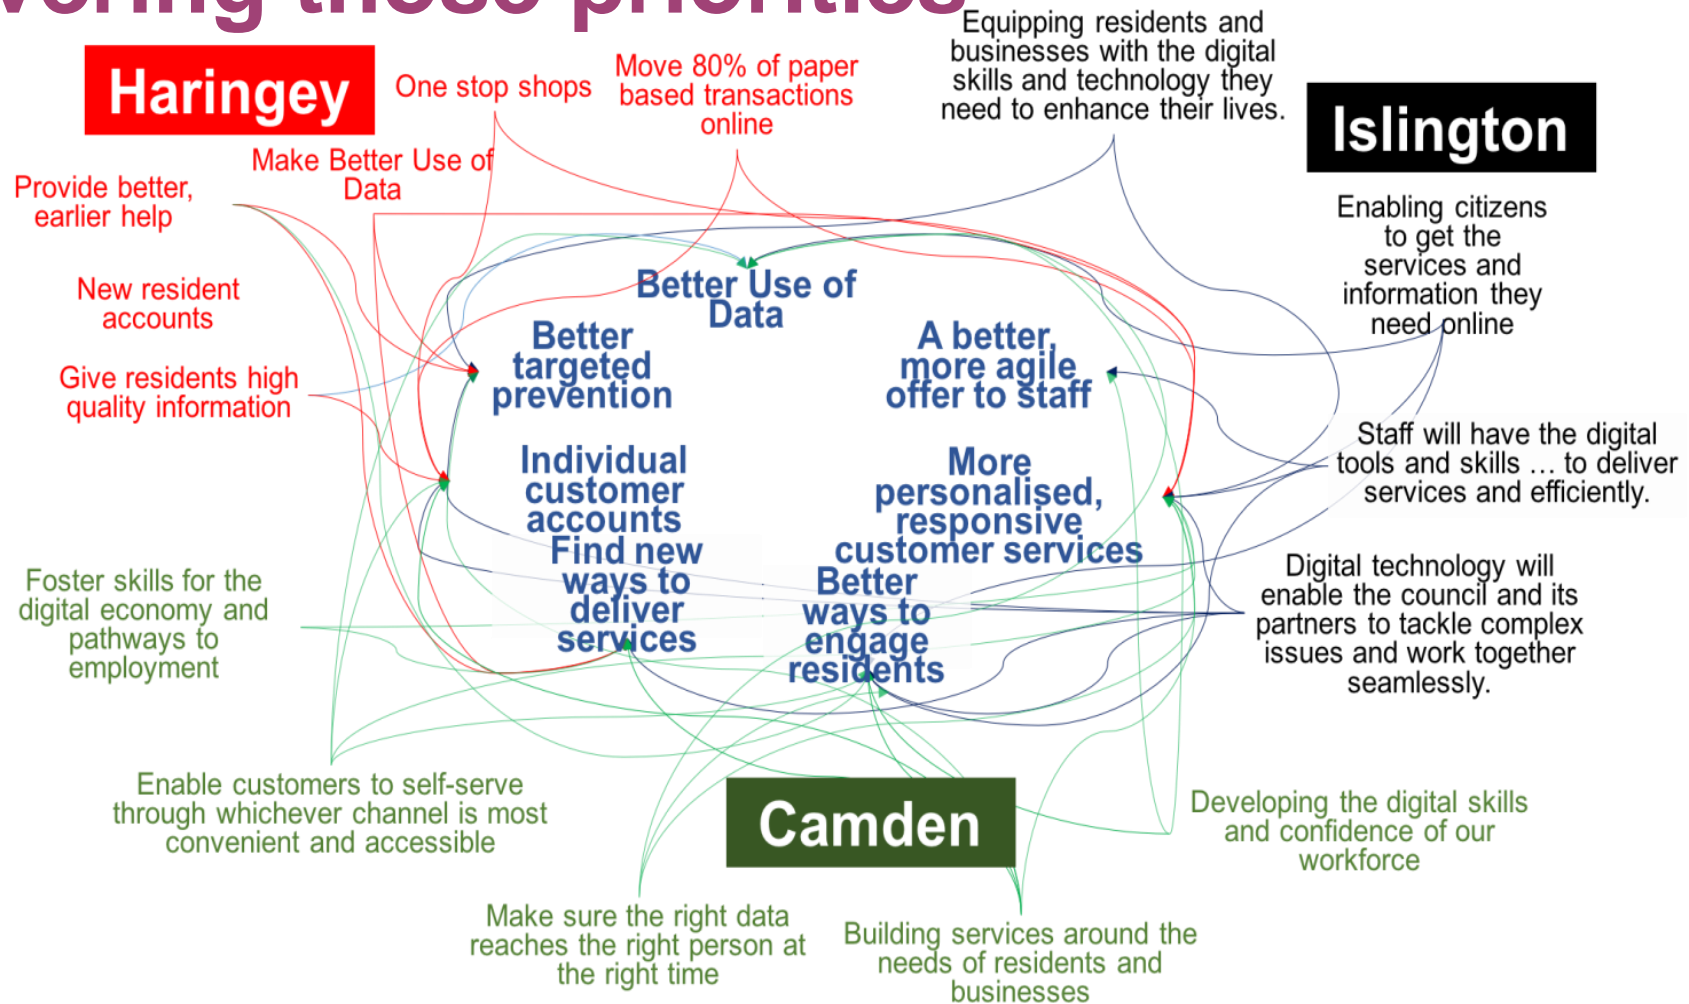 those priorities
Haringey
One stop shops
Move 80% of paper
based transactions
online
Make Better Use of
Data
Provide better,
earlier help
New resident
accounts
Give residents high
quality information
Equipping residents and
businesses with the digital
skills and technology they
need to enhance their lives.
Islington
Enabling citizens
to get the
services and
information they
need online
Staff will have the digital
tools and skills … to deliver
services and efficiently.
Digital technology will
enable the council and its
partners to tackle complex
issues and work together
seamlessly.
Better Use of
Data
Better
targeted
prevention
A better,
more agile
offer to staff
Individual
customer
accounts
More
personalised,
responsive
customer services
Find new
ways to
deliver
services
Better
ways to
engage
residents
Foster skills for the
digital economy and
pathways to
employment
Enable customers to self-serve
through whichever channel is most
convenient and accessible
Camden
Developing the digital skills
and confidence of our
workforce
Make sure the right data
reaches the right person at
the right time
Building services around the
needs of residents and
businesses